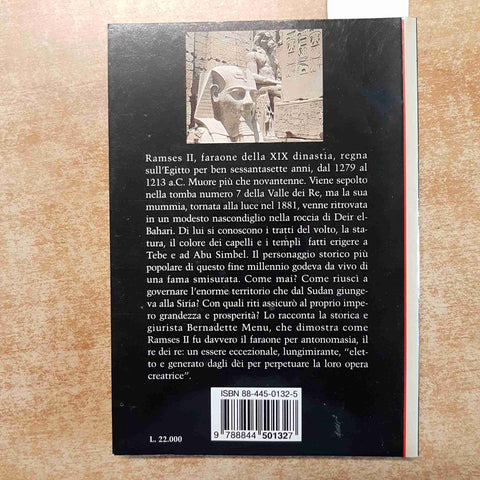 Ramses II, faraone della XIX dinastia, regna
sull'Egitto per ben sessantasette anni, dal 1279 al
1213 a.C. Muore più che novantenne. Viene sepolto
nella tomba numero 7 della Valle dei Re, ma la sua
mummia, tornata alla luce nel 1881, venne ritrovata
in un modesto nascondiglio nella roccia di Deir el-
Bahari. Di lui si conoscono i tratti del volto, la sta-
tura, il colore dei capelli e i templi fatti erigere a
Tebe e ad Abu Simbel. Il personaggio storico più
popolare di questo fine millennio godeva da vivo di
una fama smisurata. Come mai? Come riuscì a
governare l'enorme territorio che dal Sudan giunge-
va alla Siria? Con quali riti assicurò al proprio impe-
ro grandezza e prosperità? Lo racconta la storica e
giurista Bernadette Menu, che dimostra come
Ramses II fu davvero il faraone per antonomasia, il
re dei re: un essere eccezionale, lungimirante, "elet-
to e generato dagli dèi per perpetuare la loro opera
creatrice".
ISBN 88-445-0132-5
9 788844 501327
L. 22.000